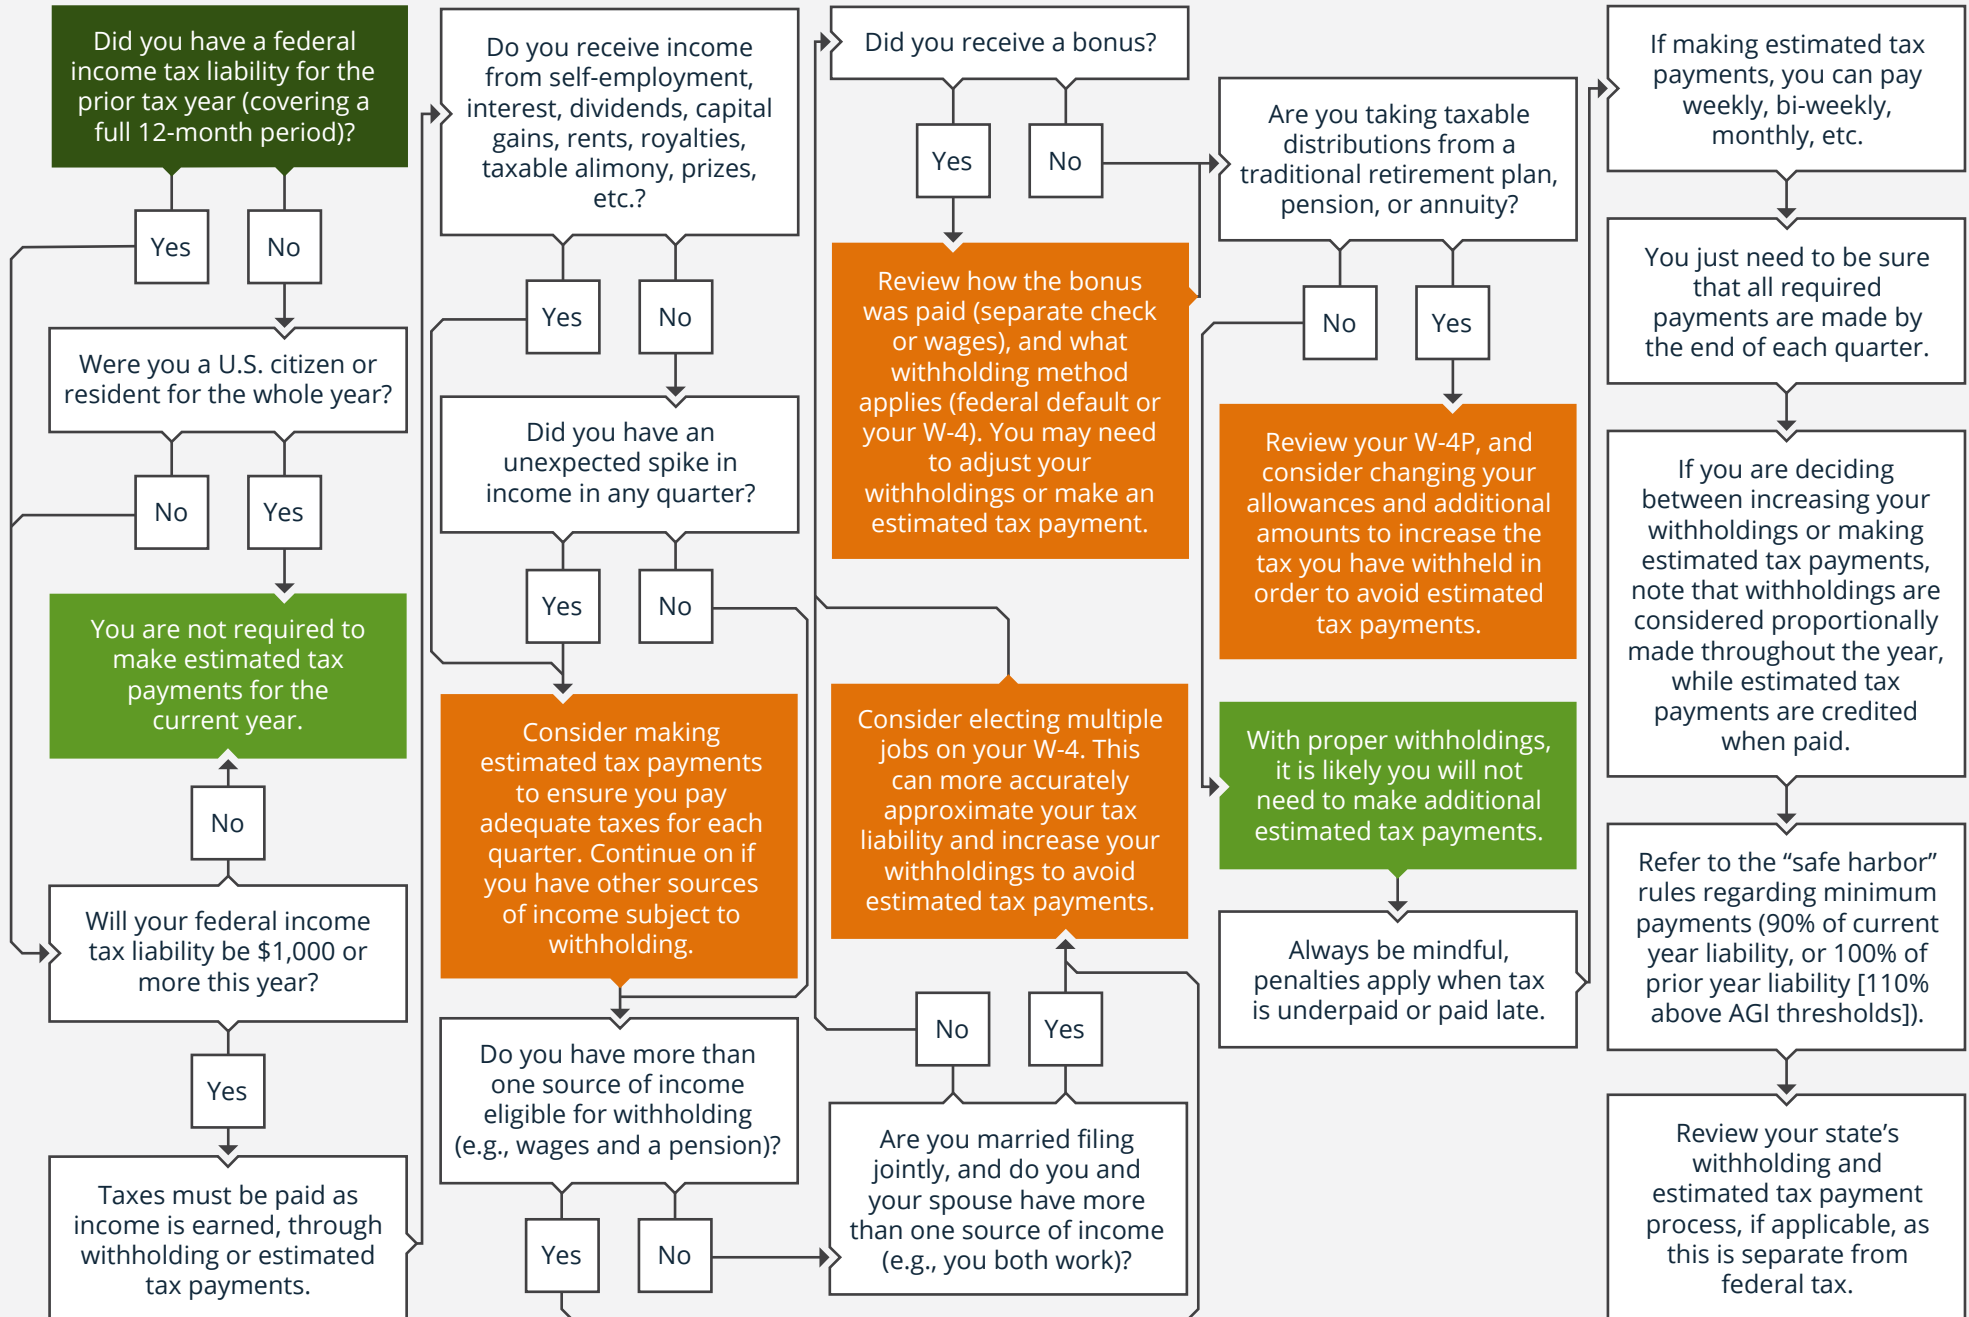 Did you have a federal
income tax liability for the
prior tax year (covering a
full 12-month period)?
Yes
No
Were you a U.S. citizen or
resident for the whole year?
No
Yes
You are not required to
make estimated tax
payments for the
current year.
No
Will your federal income
tax liability be $1,000 or
more this year?
Yes
Taxes must be paid as
income is earned, through
withholding or estimated
tax payments.
Do you receive income
from self-employment,
interest, dividends, capital
gains, rents, royalties,
taxable alimony, prizes,
etc.?
Yes
No
Did you have an
unexpected spike in
income in any quarter?
Yes
No
Consider making
estimated tax payments
to ensure you pay
adequate taxes for each
quarter. Continue on if
you have other sources
of income subject to
withholding.
Do you have more than
one source of income
eligible for withholding
(e.g., wages and a pension)?
Yes
No
Did you receive a bonus?
Yes
No
Review how the bonus
was paid (separate check
or wages), and what
withholding method
applies (federal default or
your W-4). You may need
to adjust your
withholdings or make an
estimated tax payment.
Consider electing multiple
jobs on your W-4. This
can more accurately
approximate your tax
liability and increase your
withholdings to avoid
estimated tax payments.
No
Yes
Are you married filing
jointly, and do you and
your spouse have more
than one source of income
(e.g., you both work)?
Are you taking taxable
distributions from a
traditional retirement plan,
pension, or annuity?
No
Yes
Review your W-4P, and
consider changing your
allowances and additional
amounts to increase the
tax you have withheld in
order to avoid estimated
tax payments.
With proper withholdings,
it is likely you will not
need to make additional
estimated tax payments.
Always be mindful,
penalties apply when tax
is underpaid or paid late.
If making estimated tax
payments, you can pay
weekly, bi-weekly,
monthly, etc.
You just need to be sure
that all required
payments are made by
the end of each quarter.
If you are deciding
between increasing your
withholdings or making
estimated tax payments,
note that withholdings are
considered proportionally
made throughout the year,
while estimated tax
payments are credited
when paid.
Refer to the “safe harbor”
rules regarding minimum
payments (90% of current
year liability, or 100% of
prior year liability [110%
above AGI thresholds]).
Review your state’s
withholding and
estimated tax payment
process, if applicable, as
this is separate from
federal tax.